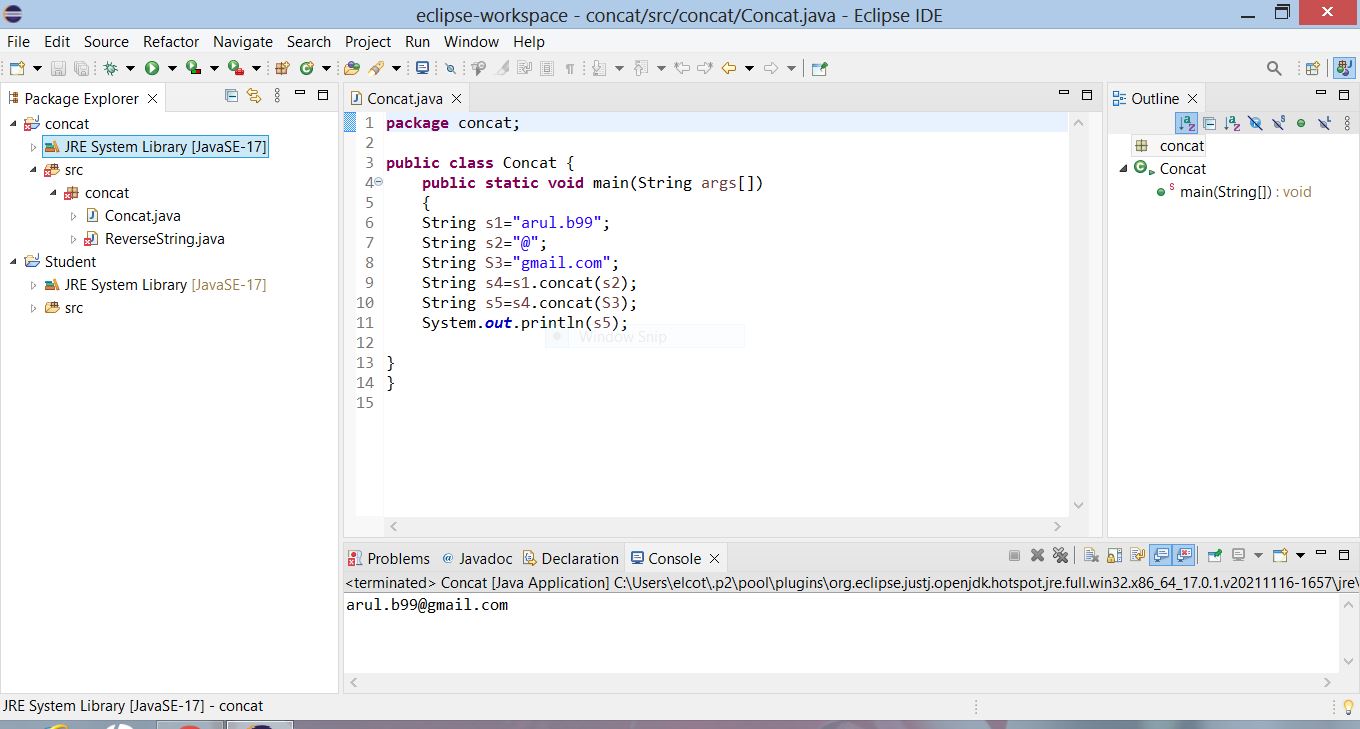 eclipse-workspace - concat/src/concat/Concat.java - Eclipse IDE
File Edit Source Refactor Navigate Search Project Run Window Help
Package Explorer
concat
JRE System Library [JavaSE-17]
src
concat
Concat.java
ReverseString.java
Student
JRE System Library [JavaSE-17]
src
Concat.java
1 package concat;
2
3 public class Concat {
4 public static void main(String args[])
5 {
6 String s1="arul.b99";
7 String s2="@";
8 String S3="gmail.com";
9 String s4=s1.concat(s2);
10 String s5=s4.concat(S3);
11 System.out.println(s5);
12
13 }
14 }
15
Window Snip
Outline
concat
Concat
main(String[]) : void
Problems @ Javadoc Declaration Console
<terminated> Concat [Java Application] C:\Users\elcot\.p2\pool\plugins\org.eclipse.justj.openjdk.hotspot.jre.full.win32.x86_64_17.0.1.v20211116-1657\jre\
arul.b99@gmail.com
JRE System Library [JavaSE-17] - concat